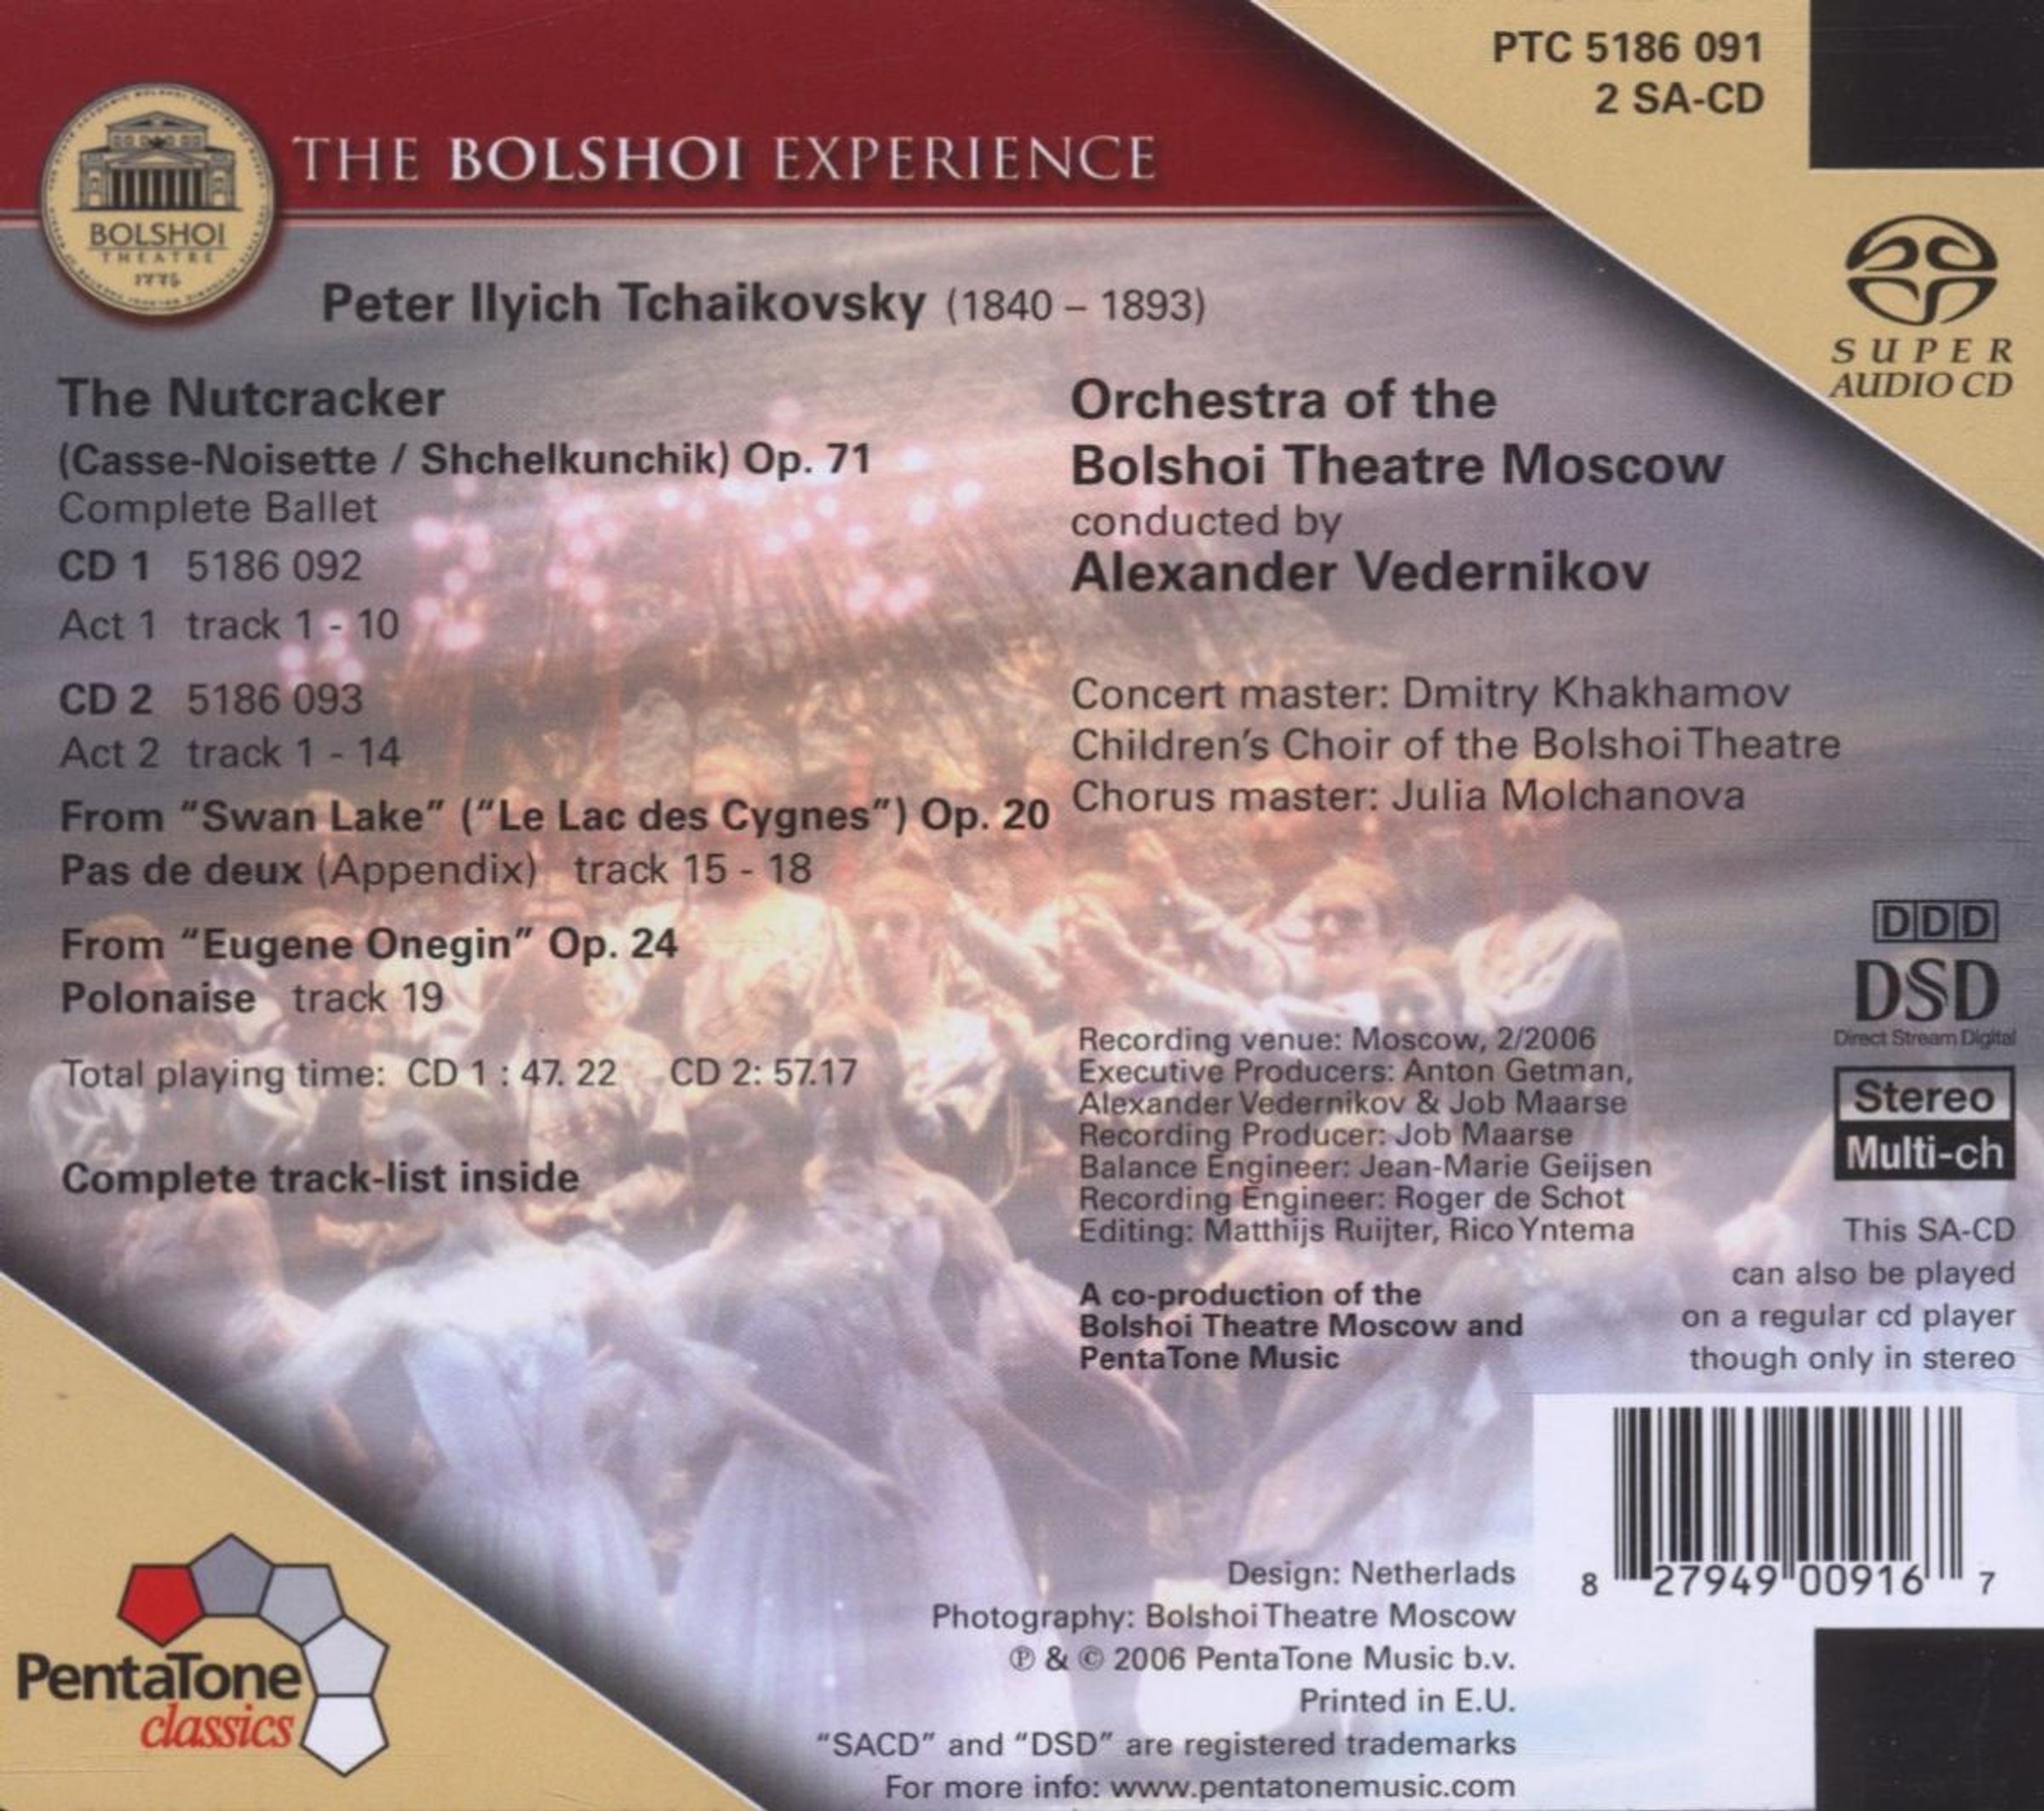 PTC 5186 091
2 SA-CD
THE BOLSHOI EXPERIENCE
BOLSHOI
THEATRE
1776
SUPER
AUDIO CD
Peter Ilyich Tchaikovsky (1840 – 1893)
The Nutcracker
(Casse-Noisette / Shchelkunchik) Op. 71
Complete Ballet
CD 1 5186 092
Act 1 track 1 - 10
CD 2 5186 093
Act 2 track 1 - 14
From “Swan Lake” (“Le Lac des Cygnes”) Op. 20
Pas de deux (Appendix) track 15 - 18
From “Eugene Onegin” Op. 24
Polonaise track 19
Total playing time: CD 1 : 47. 22 CD 2: 57.17
Complete track-list inside
Orchestra of the
Bolshoi Theatre Moscow
conducted by
Alexander Vedernikov
Concert master: Dmitry Khakhamov
Children’s Choir of the Bolshoi Theatre
Chorus master: Julia Molchanova
Recording venue: Moscow, 2/2006
Executive Producers: Anton Getman,
Alexander Vedernikov & Job Maarse
Recording Producer: Job Maarse
Balance Engineer: Jean-Marie Geijsen
Recording Engineer: Roger de Schot
Editing: Matthijs Ruijter, Rico Yntema
A co-production of the
Bolshoi Theatre Moscow and
PentaTone Music
DDD
DSD
Direct Stream Digital
Stereo
Multi-ch
This SA-CD
can also be played
on a regular cd player
though only in stereo
8 27949 00916 7
PentaTone
classics
Design: Netherlads
Photography: Bolshoi Theatre Moscow
℗ & © 2006 PentaTone Music b.v.
Printed in E.U.
“SACD” and “DSD” are registered trademarks
For more info: www.pentatonemusic.com